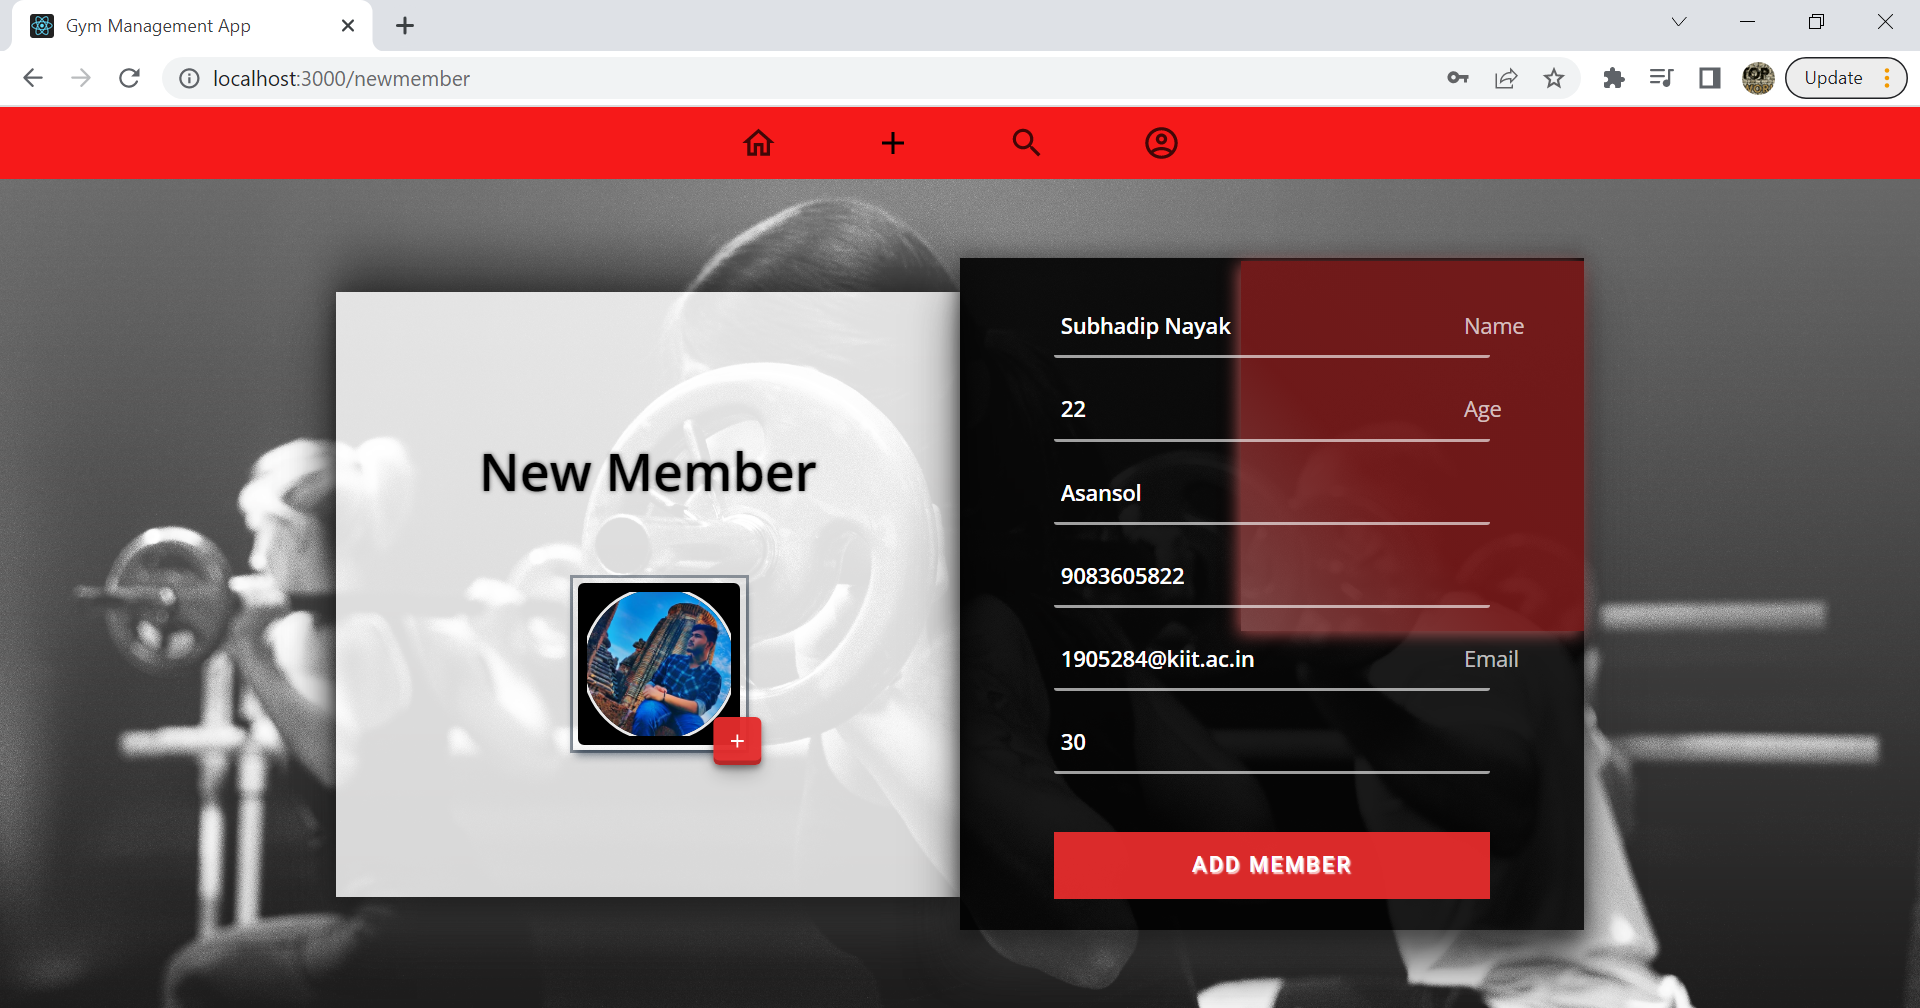 Gym Management App
localhost:3000/newmember
Update
New Member
Subhadip Nayak Name
22 Age
Asansol
9083605822
1905284@kiit.ac.in Email
30
ADD MEMBER